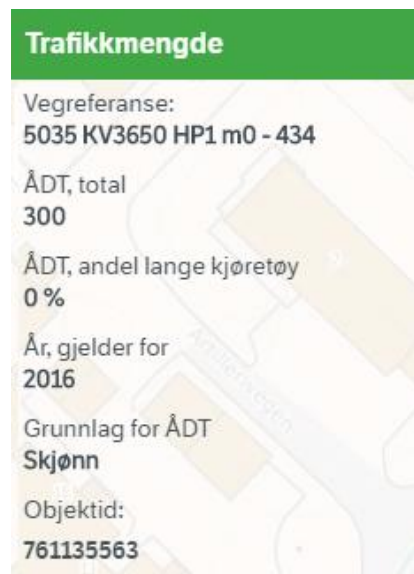 Trafikkmengde
Vegreferanse:
5035 KV3650 HP1 m0 - 434
ÅDT, total
300
ÅDT, andel lange kjøretøy
0 %
År, gjelder for
2016
Grunnlag for ÅDT
Skjønn
Objektid:
761135563